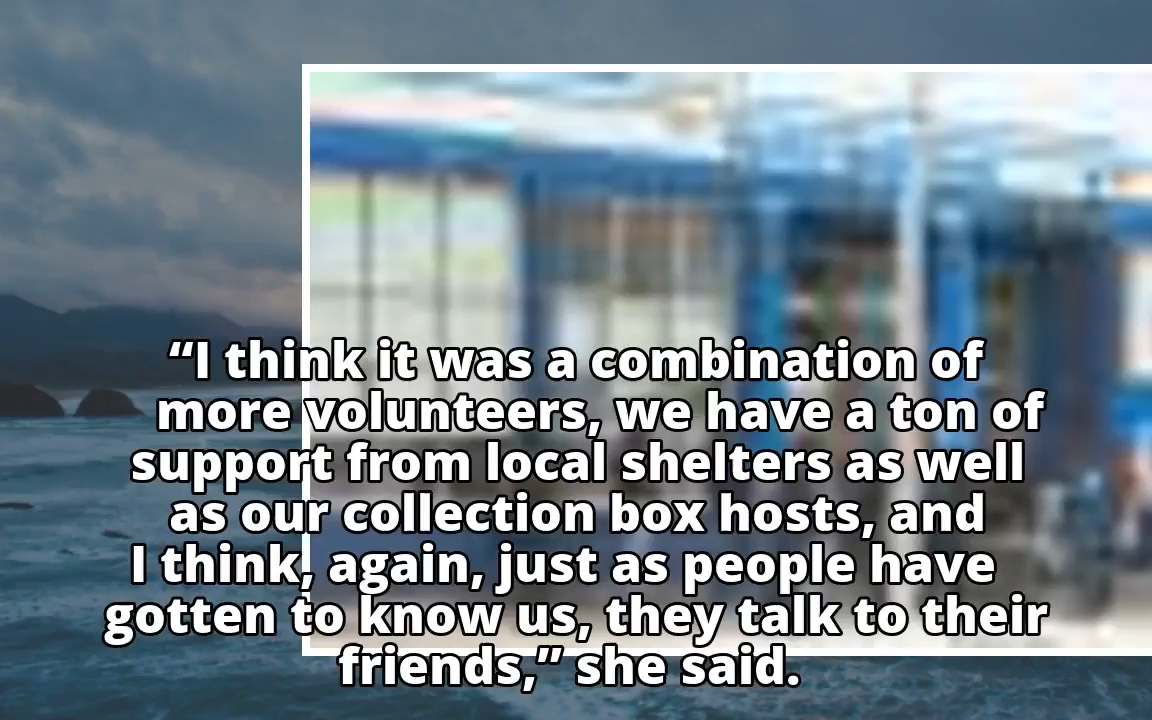 “I think it was a combination of
more volunteers, we have a ton of
support from local shelters as well
as our collection box hosts, and
I think, again, just as people have
gotten to know us, they talk to their
friends,” she said.